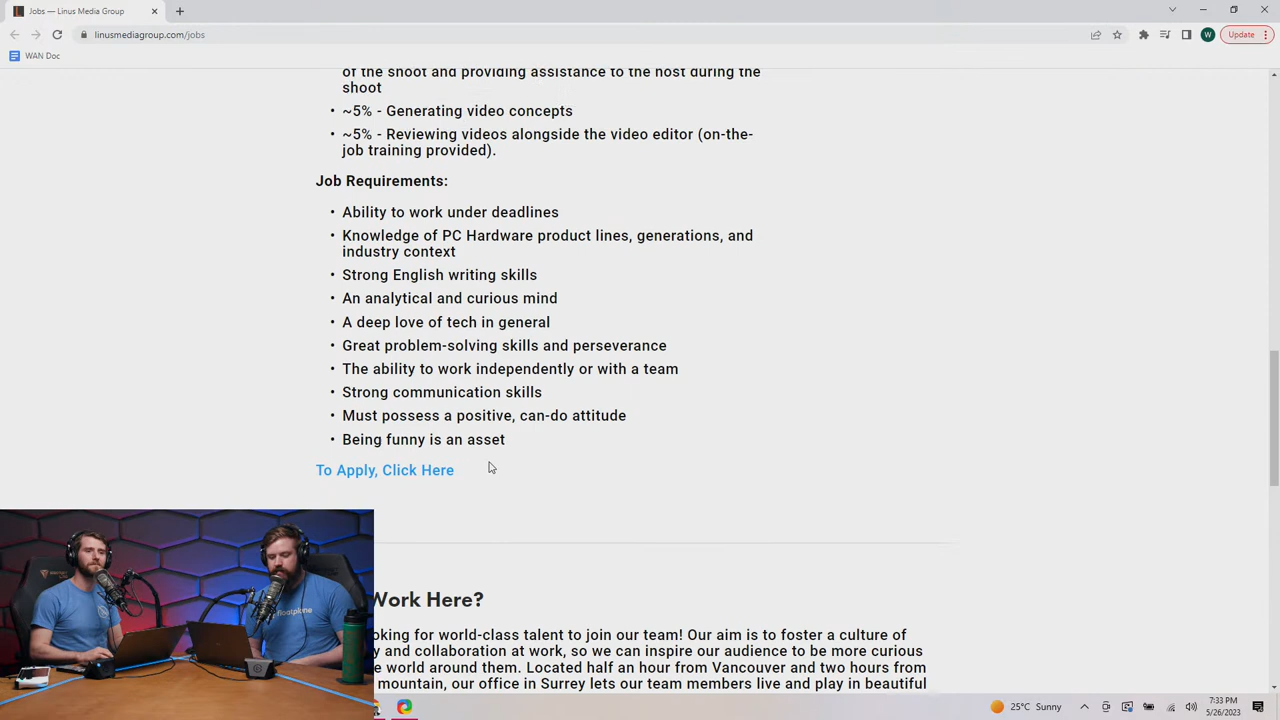 Jobs — Linus Media Group
linusmediagroup.com/jobs
W
Update
WAN Doc
of the shoot and providing assistance to the host during the
shoot
• ~5% - Generating video concepts
• ~5% - Reviewing videos alongside the video editor (on-the-
job training provided).
Job Requirements:
• Ability to work under deadlines
• Knowledge of PC Hardware product lines, generations, and
industry context
• Strong English writing skills
• An analytical and curious mind
• A deep love of tech in general
• Great problem-solving skills and perseverance
• The ability to work independently or with a team
• Strong communication skills
• Must possess a positive, can-do attitude
• Being funny is an asset
To Apply, Click Here
Work Here?
oking for world-class talent to join our team! Our aim is to foster a culture of
y and collaboration at work, so we can inspire our audience to be more curious
e world around them. Located half an hour from Vancouver and two hours from
mountain, our office in Surrey lets our team members live and play in beautiful
floatplane
25°C Sunny
7:33 PM
5/26/2023